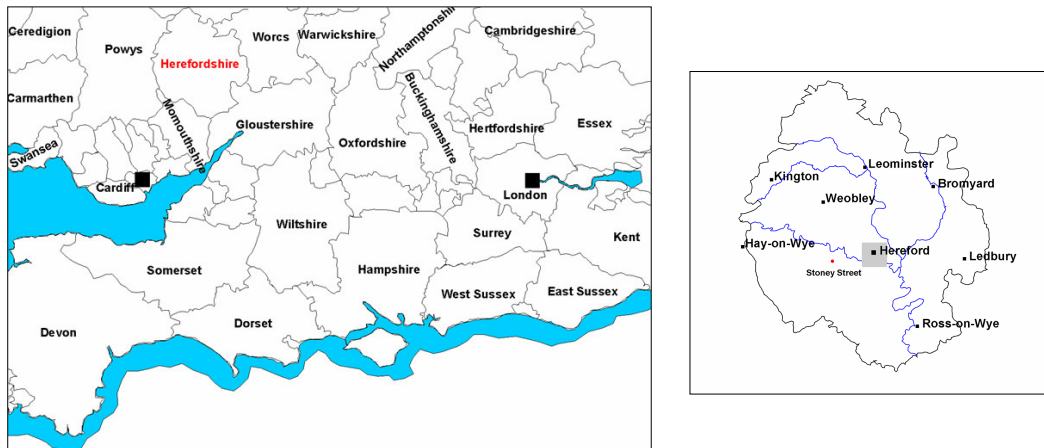 Ceredigion
Powys
Worcs
Warwickshire
Northamptonshir
Cambridgeshire
Herefordshire
Carmarthen
Momouthshire
Gloustershire
Buckinghamshire
Hertfordshire
Essex
Oxfordshire
Swansea
Cardiff
London
Wiltshire
Surrey
Kent
Somerset
Hampshire
West Sussex
East Sussex
Devon
Dorset
Leominster
Kington
Bromyard
Weobley
Hay-on-Wye
Hereford
Ledbury
Stoney Street
Ross-on-Wye